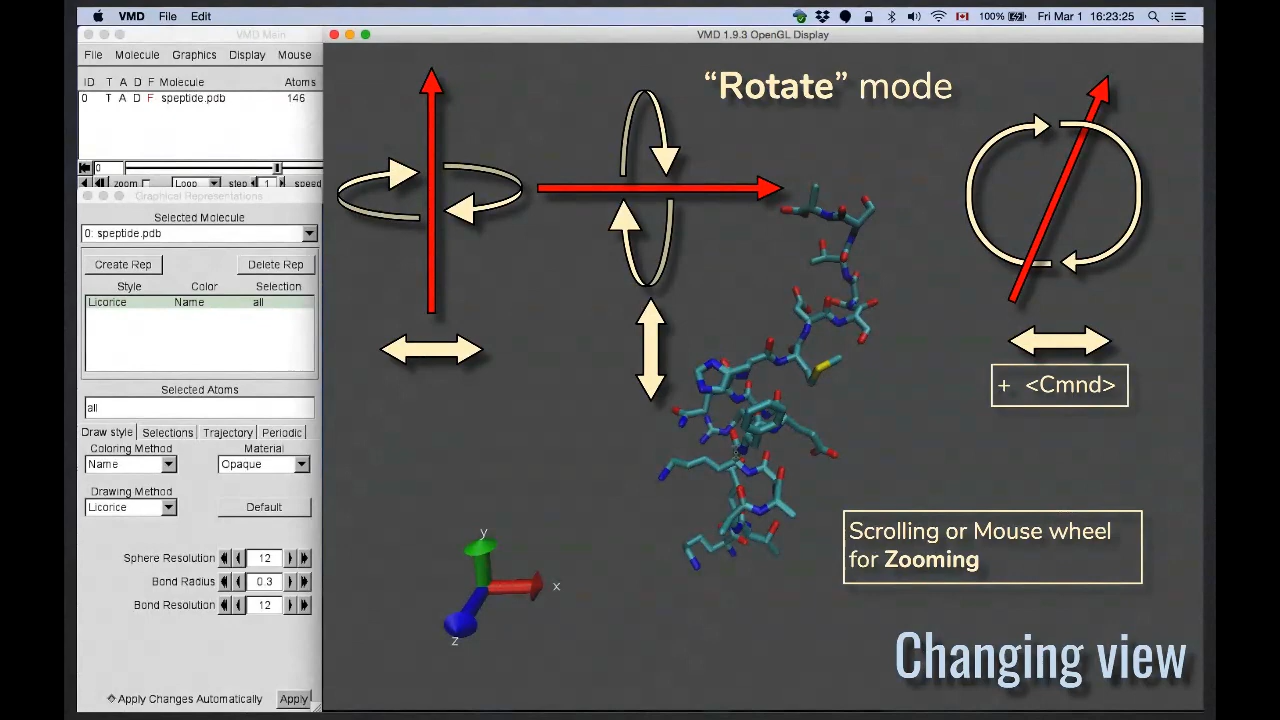 VMD File Edit 100% Fri Mar 1 16:23:25
VMD Main
VMD 1.9.3 OpenGL Display
File Molecule Graphics Display Mouse
ID T A D F Molecule Atoms
0 T A D F speptide.pdb 146
0
zoom Loop step 1 speed
Graphical Representations
Selected Molecule
0: speptide.pdb
Create Rep Delete Rep
Style Color Selection
Licorice Name all
Selected Atoms
all
Draw style Selections Trajectory Periodic
Coloring Method Material
Name Opaque
Drawing Method
Licorice Default
Sphere Resolution 12
Bond Radius 0.3
Bond Resolution 12
Apply Changes Automatically Apply
“Rotate” mode
+ <Cmnd>
y
x
z
Scrolling or Mouse wheel
for Zooming
Changing view